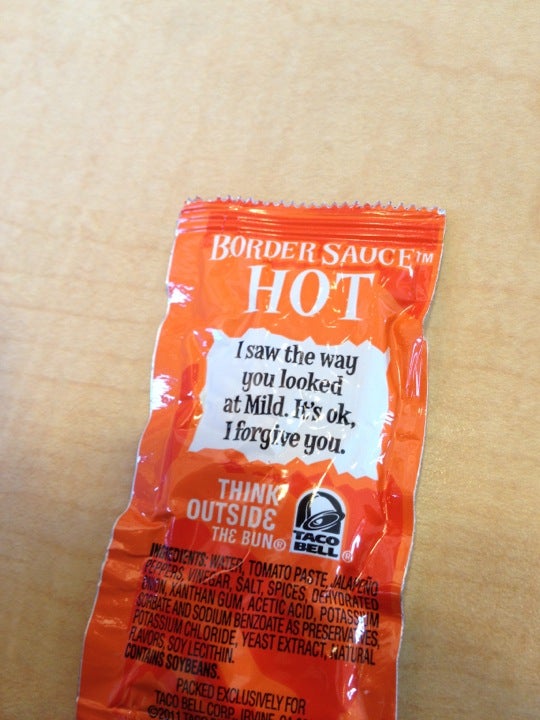 BORDER SAUCE™
HOT
I saw the way
you looked
at Mild. It's ok,
I forgive you.
THINK
OUTSIDE
THE BUN®
TACO
BELL®
INGREDIENTS: WATER, TOMATO PASTE, JALAPEÑO
PEPPERS, VINEGAR, SALT, SPICES, DEHYDRATED
ONION, XANTHAN GUM, ACETIC ACID, POTASSIUM
SORBATE AND SODIUM BENZOATE AS PRESERVATIVES,
POTASSIUM CHLORIDE, YEAST EXTRACT, NATURAL
FLAVORS, SOY LECITHIN.
CONTAINS SOYBEANS.
PACKED EXCLUSIVELY FOR
TACO BELL CORP., IRVINE,
©2011 TACO